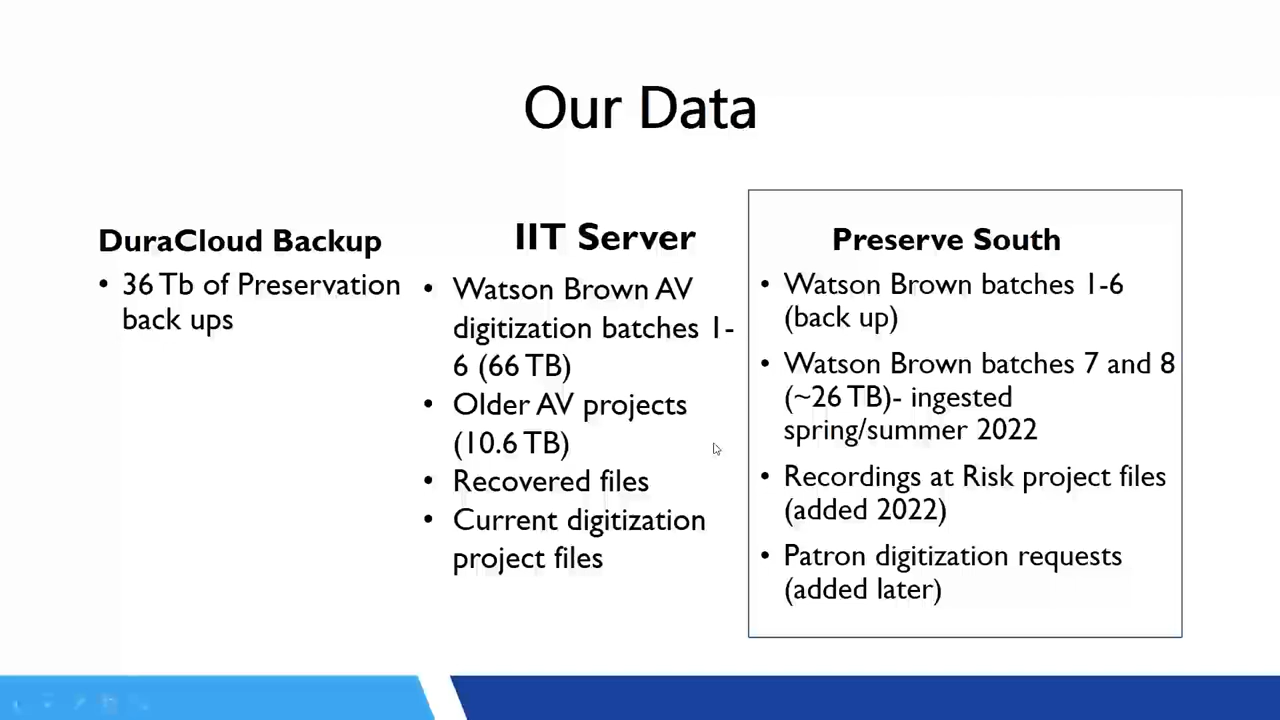 Our Data
DuraCloud Backup
• 36 Tb of Preservation
back ups
IIT Server
• Watson Brown AV
digitization batches 1-
6 (66 TB)
• Older AV projects
(10.6 TB)
• Recovered files
• Current digitization
project files
Preserve South
• Watson Brown batches 1-6
(back up)
• Watson Brown batches 7 and 8
(~26 TB)- ingested
spring/summer 2022
• Recordings at Risk project files
(added 2022)
• Patron digitization requests
(added later)